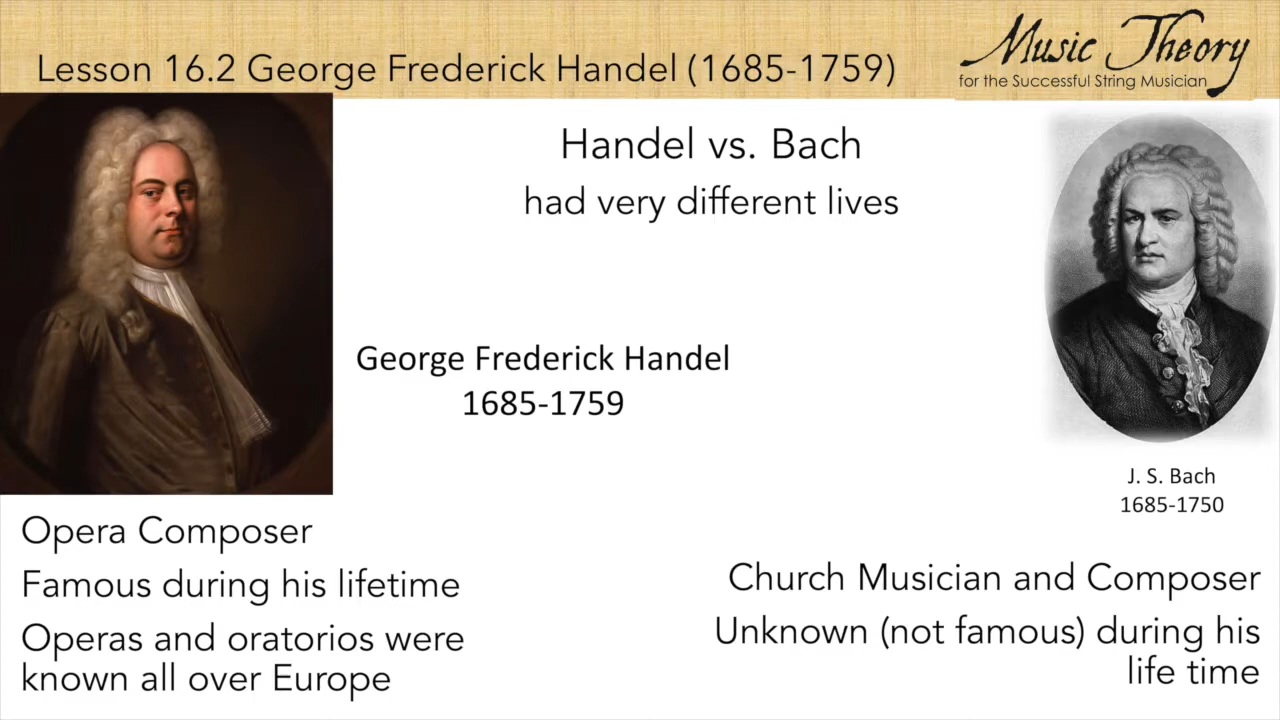 Lesson 16.2 George Frederick Handel (1685-1759)
Music Theory
for the Successful String Musician
Handel vs. Bach
had very different lives
George Frederick Handel
1685-1759
J. S. Bach
1685-1750
Opera Composer
Famous during his lifetime
Operas and oratorios were
known all over Europe
Church Musician and Composer
Unknown (not famous) during his
life time